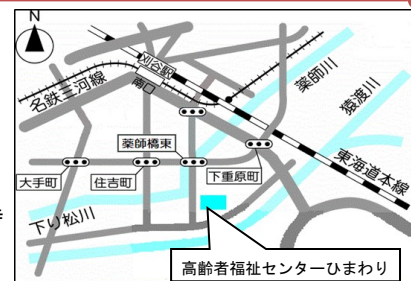 N
刈谷駅
南口
名鉄三河線
薬師川
猿渡川
東海道本線
薬師橋東
大手町
住吉町
下重原町
下り松川
高齢者福祉センターひまわり